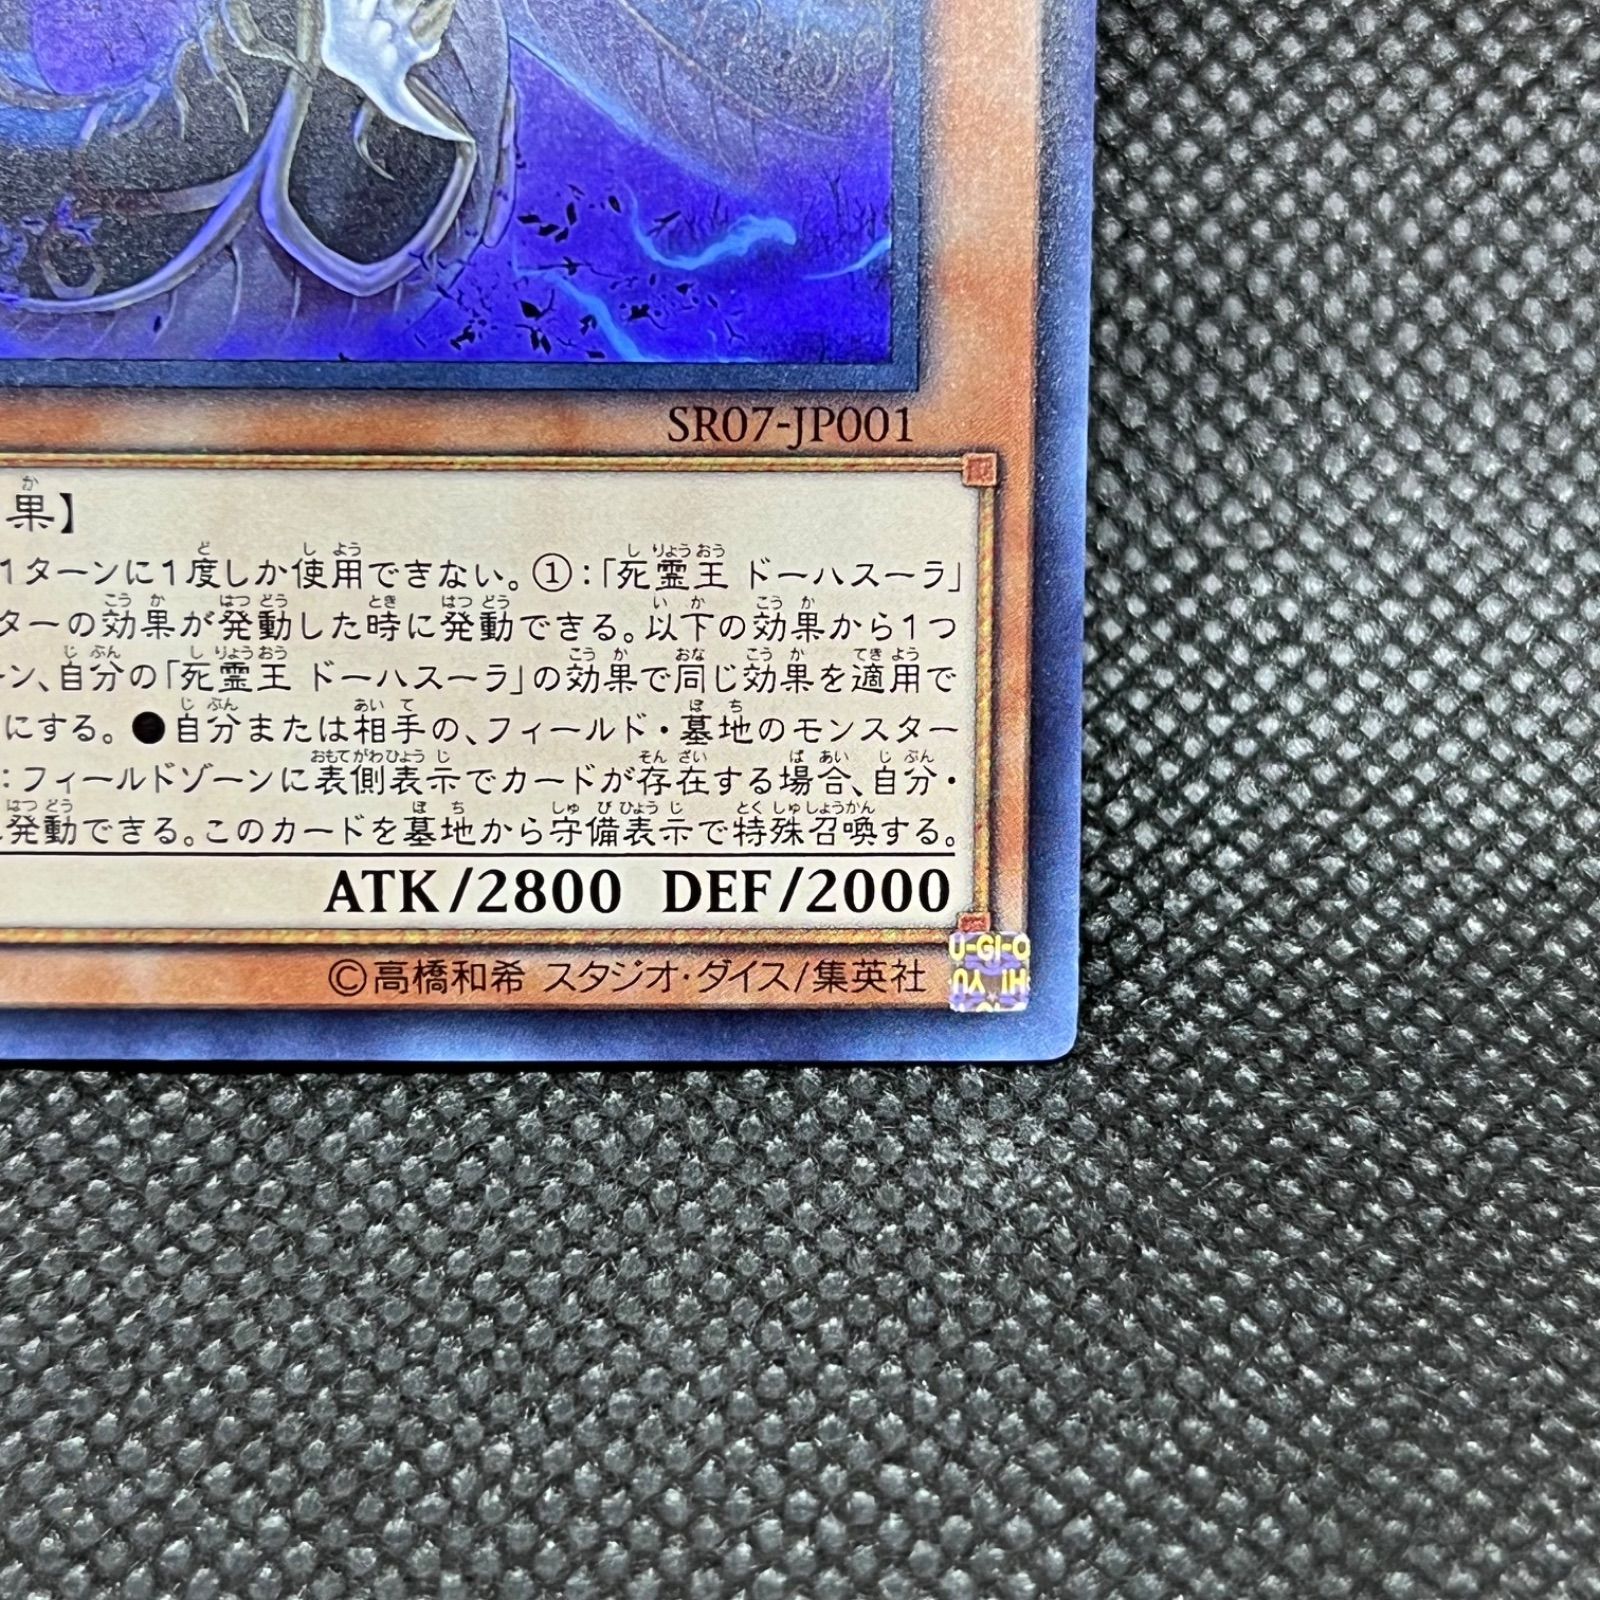 SR07-JP001
果】
1ターンに1度しか使用できない。①：「死霊王 ドーハスーラ」
ターの効果が発動した時に発動できる。以下の効果から1つ
ン、自分の「死霊王 ドーハスーラ」の効果で同じ効果を適用で
にする。●自分または相手の、フィールド・墓地のモンスター
：フィールドゾーンに表側表示でカードが存在する場合、自分・
発動できる。このカードを墓地から守備表示で特殊召喚する。
ATK/2800 DEF/2000
©高橋和希 スタジオ・ダイス/集英社
U-GI-O